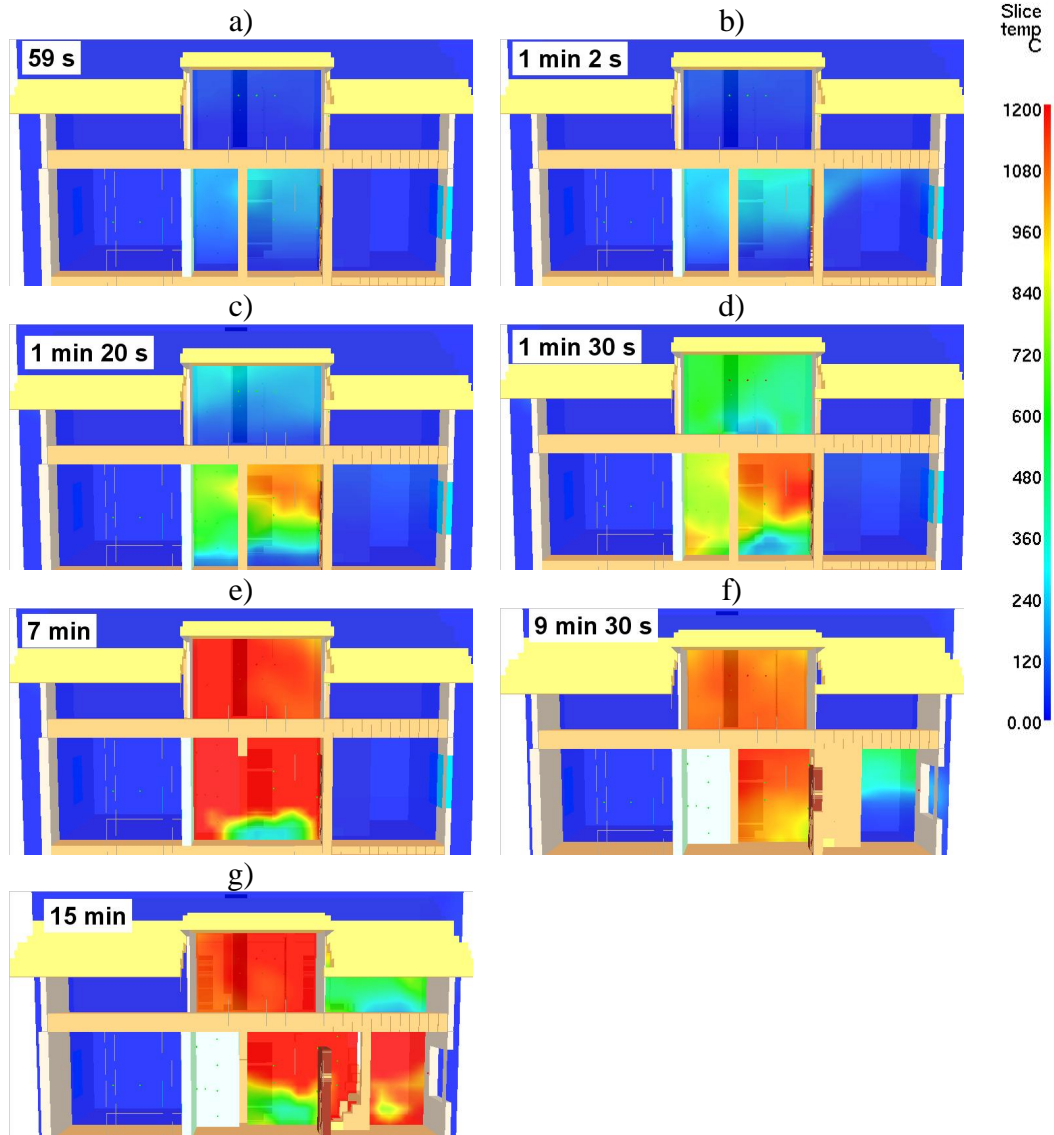 a)
b)
Slice
temp
C
59 s
1 min 2 s
1200
1080
960
840
720
600
480
360
240
120
0.00
c)
d)
1 min 20 s
1 min 30 s
e)
f)
7 min
9 min 30 s
g)
15 min